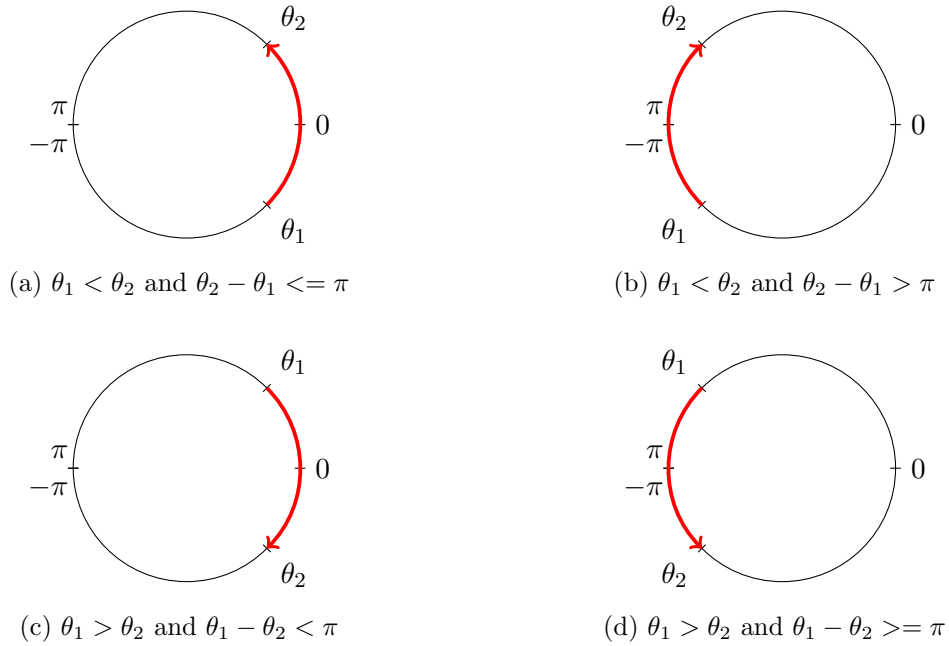 θ₂ θ₂
π 0 π 0
−π −π
θ₁ θ₁
(a) θ₁ < θ₂ and θ₂ − θ₁ <= π (b) θ₁ < θ₂ and θ₂ − θ₁ > π
θ₁ θ₁
π 0 π 0
−π −π
θ₂ θ₂
(c) θ₁ > θ₂ and θ₁ − θ₂ < π (d) θ₁ > θ₂ and θ₁ − θ₂ >= π